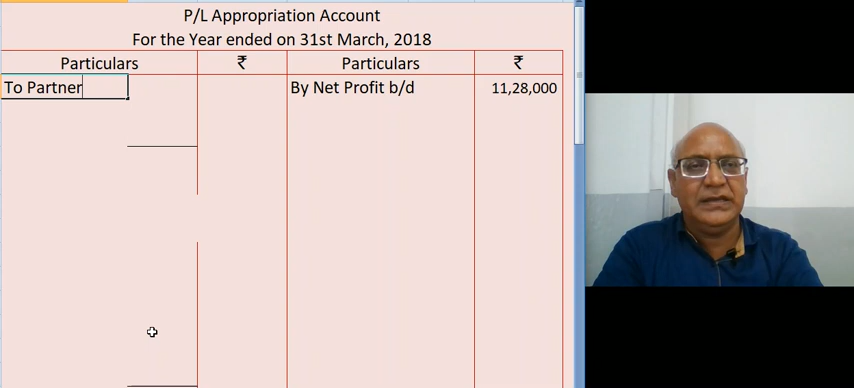 P/L Appropriation Account
For the Year ended on 31st March, 2018
Particulars ₹ Particulars ₹
To Partner By Net Profit b/d 11,28,000